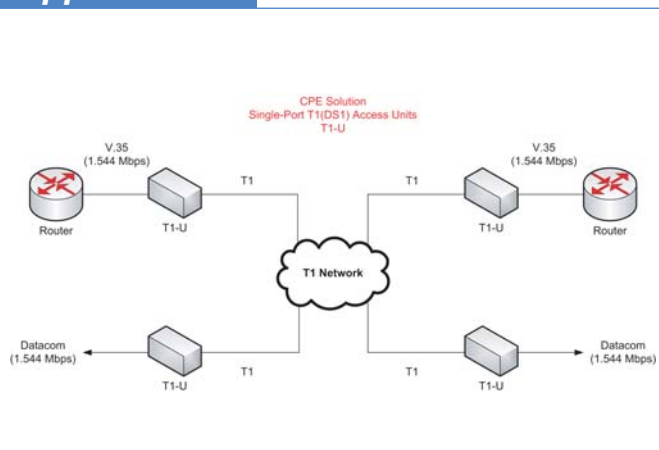 CPE Solution
Single-Port T1(DS1) Access Units
T1-U
V.35
(1.544 Mbps)
T1
T1
V.35
(1.544 Mbps)
Router
T1-U
T1-U
Router
T1 Network
Datacom
(1.544 Mbps)
Datacom
(1.544 Mbps)
T1-U
T1
T1
T1-U